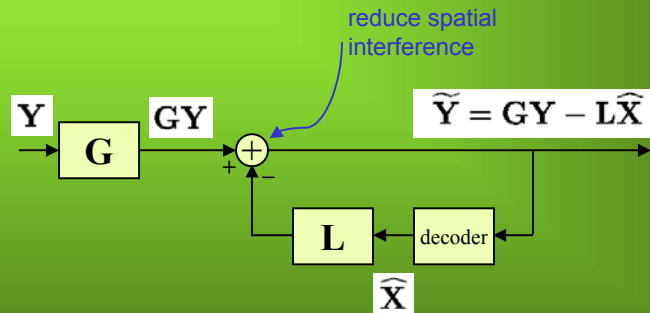 reduce spatial
interference
Y
GY
Ỹ = GY − LX̂
G
+
+
−
L
decoder
X̂